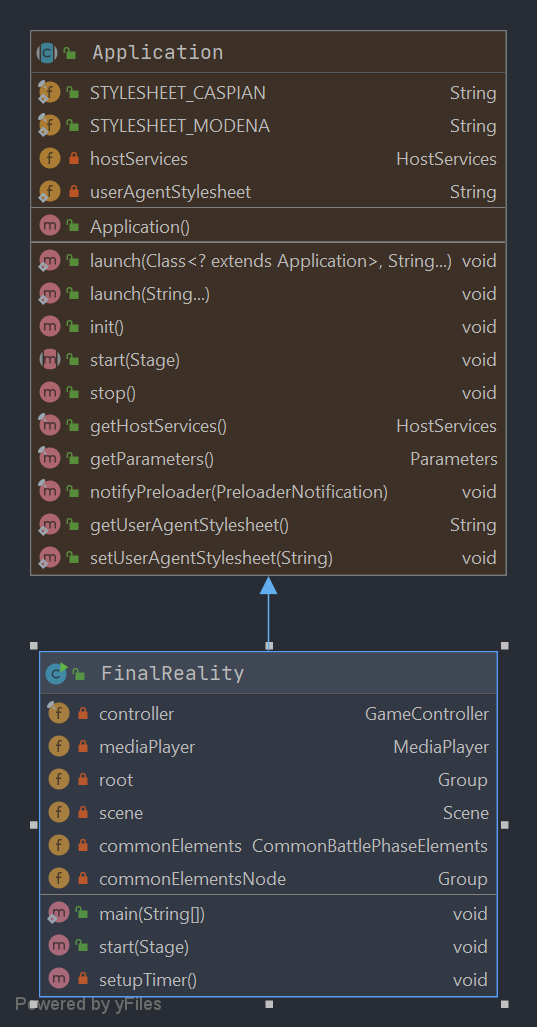 Application
STYLESHEET_CASPIAN String
STYLESHEET_MODENA String
hostServices HostServices
userAgentStylesheet String
Application()
launch(Class<? extends Application>, String...) void
launch(String...) void
init() void
start(Stage) void
stop() void
getHostServices() HostServices
getParameters() Parameters
notifyPreloader(PreloaderNotification) void
getUserAgentStylesheet() String
setUserAgentStylesheet(String) void
FinalReality
controller GameController
mediaPlayer MediaPlayer
root Group
scene Scene
commonElements CommonBattlePhaseElements
commonElementsNode Group
main(String[]) void
start(Stage) void
setupTimer() void
Powered by yFiles